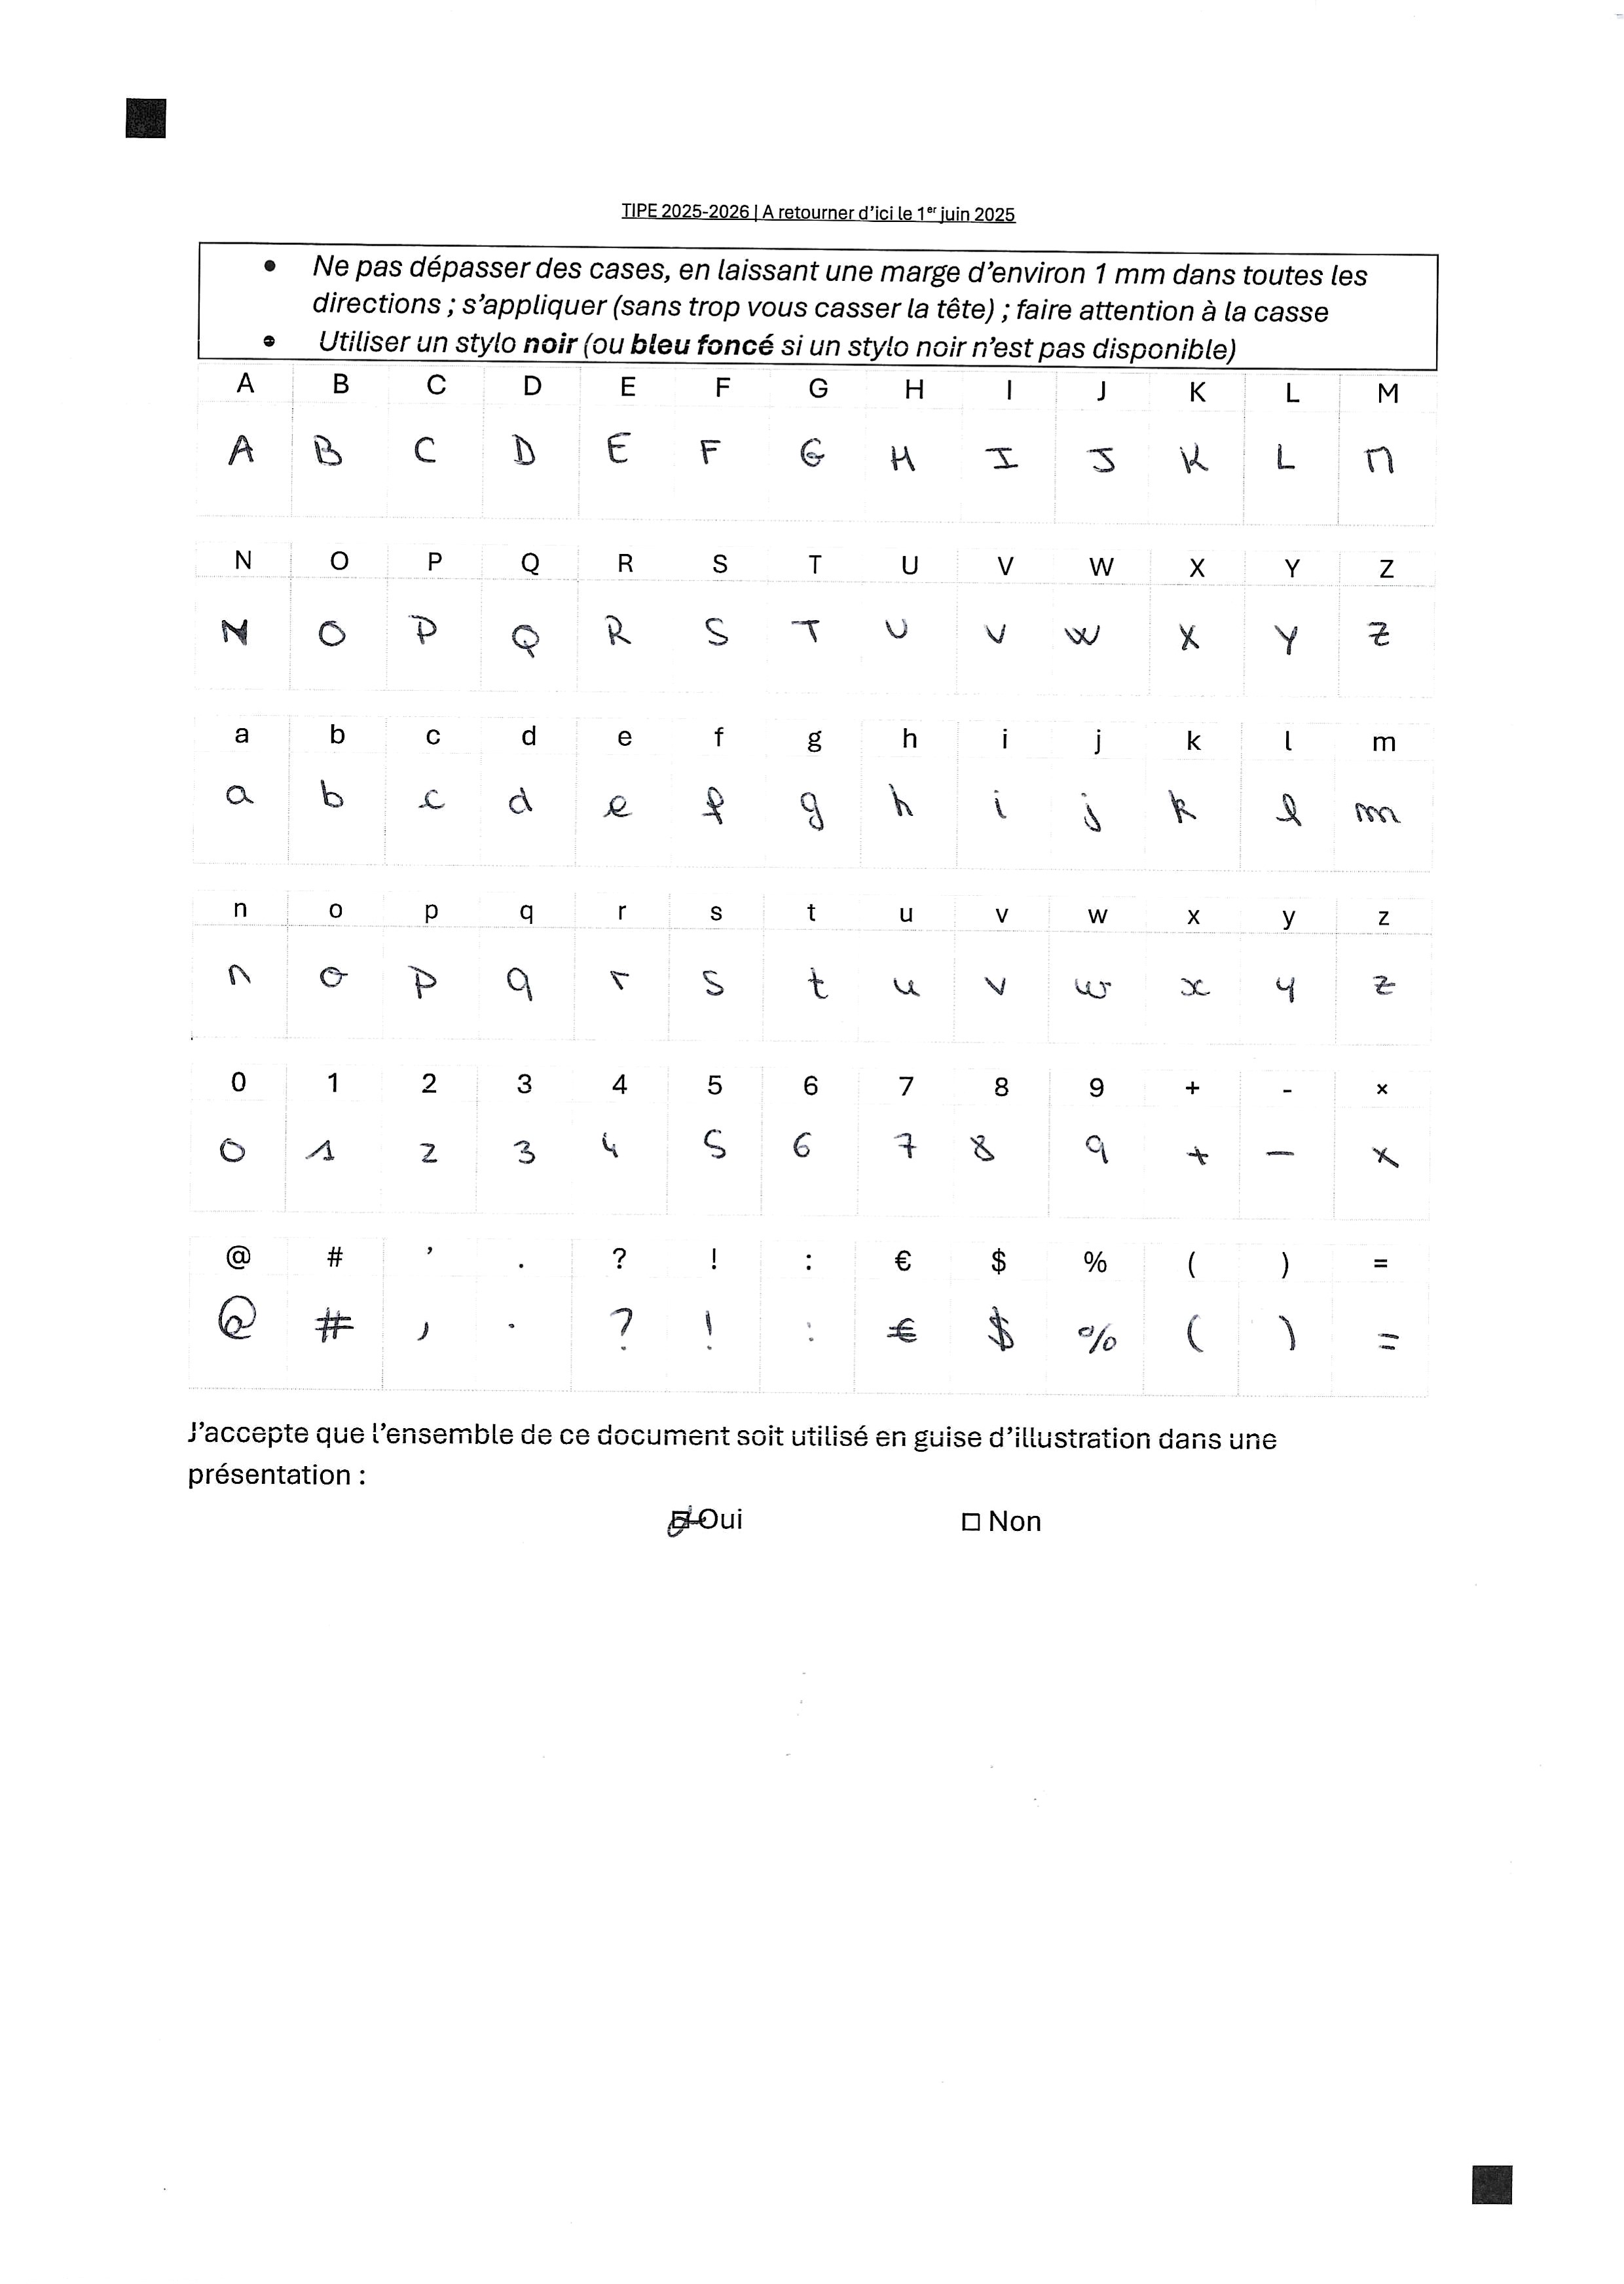 TIPE 2025-2026 | A retourner d'ici le 1er juin 2025
• Ne pas dépasser des cases, en laissant une marge d'environ 1 mm dans toutes les
directions ; s'appliquer (sans trop vous casser la tête) ; faire attention à la casse
• Utiliser un stylo noir (ou bleu foncé si un stylo noir n'est pas disponible)
A B C D E F G H I J K L M
A B C D E F G H I J K L M
N O P Q R S T U V W X Y Z
N O P Q R S T U V W X Y Z
a b c d e f g h i j k l m
a b c d e f g h i j k l m
n o p q r s t u v w x y z
n o p q r s t u v w x y z
0 1 2 3 4 5 6 7 8 9 + - ×
0 1 2 3 4 5 6 7 8 9 + - ×
@ # ’ . ? ! : € $ % ( ) =
@ # , . ? ! : € $ % ( ) =
J'accepte que l'ensemble de ce document soit utilisé en guise d'illustration dans une
présentation :
☒ Oui ☐ Non